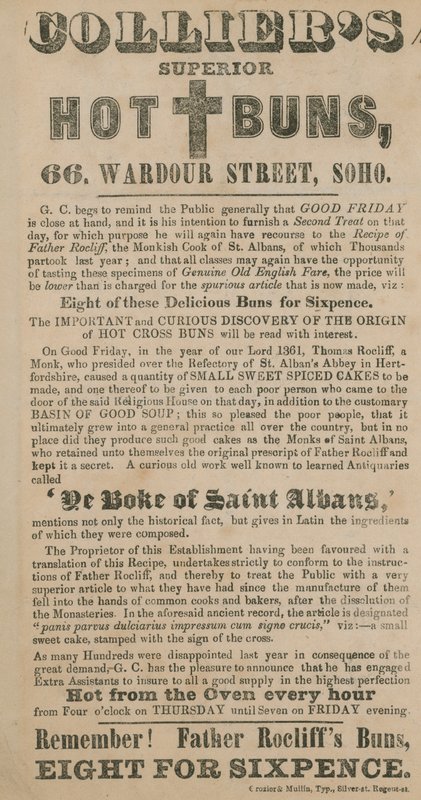 COLLIER'S
SUPERIOR
HOT BUNS,
66, WARDOUR STREET, SOHO.
G. C. begs to remind the Public generally that GOOD FRIDAY
is close at hand, and it is his intention to furnish a Second Treat on that
day, for which purpose he will again have recourse to the Recipe of
Father Rocliff, the Monkish Cook of St. Albans, of which Thousands
partook last year; and that all classes may again have the opportunity
of tasting these specimens of Genuine Old English Fare, the price will
be lower than is charged for the spurious article that is now made, viz :
Eight of these Delicious Buns for Sixpence.
The IMPORTANT and CURIOUS DISCOVERY OF THE ORIGIN
of HOT CROSS BUNS will be read with interest.
On Good Friday, in the year of our Lord 1361, Thomas Rocliff, a
Monk, who presided over the Refectory of St. Alban's Abbey in Hert-
fordshire, caused a quantity of SMALL SWEET SPICED CAKES to be
made, and one thereof to be given to each poor person who came to the
door of the said Religious House on that day, in addition to the customary
BASIN OF GOOD SOUP; this so pleased the poor people, that it
ultimately grew into a general practice all over the country, but in no
place did they produce such good cakes as the Monks of Saint Albans,
who retained unto themselves the original prescript of Father Rocliff and
kept it a secret. A curious old work well known to learned Antiquaries
called
'Ye Boke of Saint Albans,'
mentions not only the historical fact, but gives in Latin the ingredients
of which they were composed.
The Proprietor of this Establishment having been favoured with a
translation of this Recipe, undertakes strictly to conform to the instruc-
tions of Father Rocliff, and thereby to treat the Public with a very
superior article to what they have had since the manufacture of them
fell into the hands of common cooks and bakers, after the dissolution of
the Monasteries. In the aforesaid ancient record, the article is designated
"panis parvus dulciarius impressum cum signo crucis," viz:—a small
sweet cake, stamped with the sign of the cross.
As many Hundreds were disappointed last year in consequence of the
great demand, G. C. has the pleasure to announce that he has engaged
Extra Assistants to insure to all a good supply in the highest perfection
Hot from the Oven every hour
from Four o'clock on THURSDAY until Seven on FRIDAY evening.
Remember! Father Rocliff's Buns,
EIGHT FOR SIXPENCE.
Crozier & Mullin, Typ., Silver-st. Regent-st.